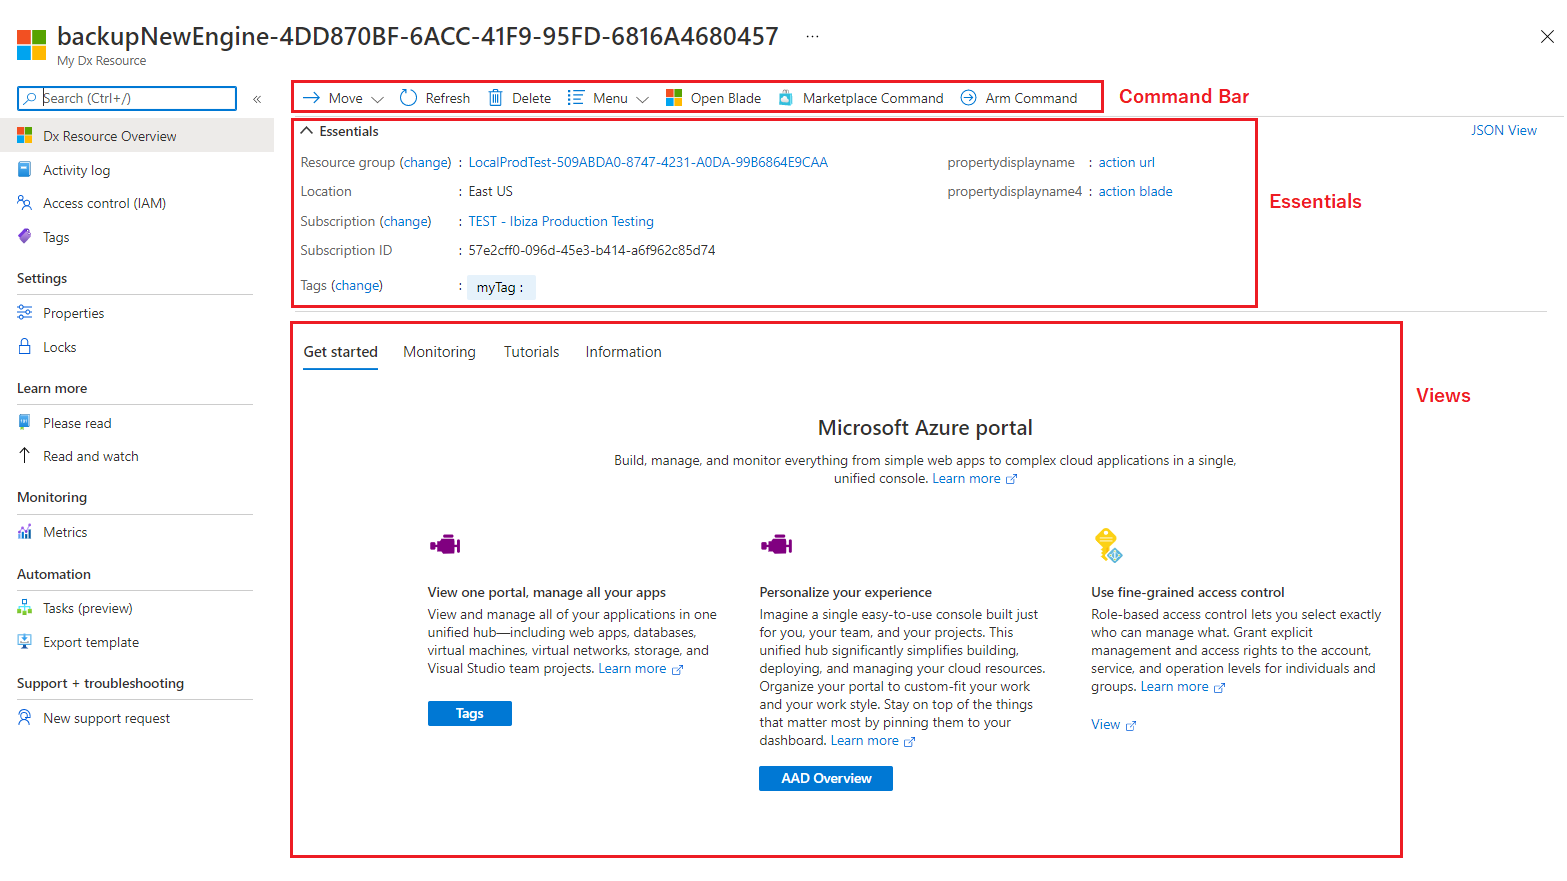 backupNewEngine-4DD870BF-6ACC-41F9-95FD-6816A4680457 ...
My Dx Resource
Search (Ctrl+/)
«
Dx Resource Overview
Activity log
Access control (IAM)
Tags
Settings
Properties
Locks
Learn more
Please read
Read and watch
Monitoring
Metrics
Automation
Tasks (preview)
Export template
Support + troubleshooting
New support request
Move Refresh Delete Menu Open Blade Marketplace Command Arm Command
Command Bar
Essentials
JSON View
Resource group (change) : LocalProdTest-509ABDA0-8747-4231-A0DA-99B6864E9CAA
Location : East US
Subscription (change) : TEST - Ibiza Production Testing
Subscription ID : 57e2cff0-096d-45e3-b414-a6f962c85d74
Tags (change) : myTag :
propertydisplayname : action url
propertydisplayname4 : action blade
Essentials
Get started Monitoring Tutorials Information
Views
Microsoft Azure portal
Build, manage, and monitor everything from simple web apps to complex cloud applications in a single,
unified console. Learn more
View one portal, manage all your apps
View and manage all of your applications in one
unified hub—including web apps, databases,
virtual machines, virtual networks, storage, and
Visual Studio team projects. Learn more
Tags
Personalize your experience
Imagine a single easy-to-use console built just
for you, your team, and your projects. This
unified hub significantly simplifies building,
deploying, and managing your cloud resources.
Organize your portal to custom-fit your work
and your work style. Stay on top of the things
that matter most by pinning them to your
dashboard. Learn more
AAD Overview
Use fine-grained access control
Role-based access control lets you select exactly
who can manage what. Grant explicit
management and access rights to the account,
service, and operation levels for individuals and
groups. Learn more
View